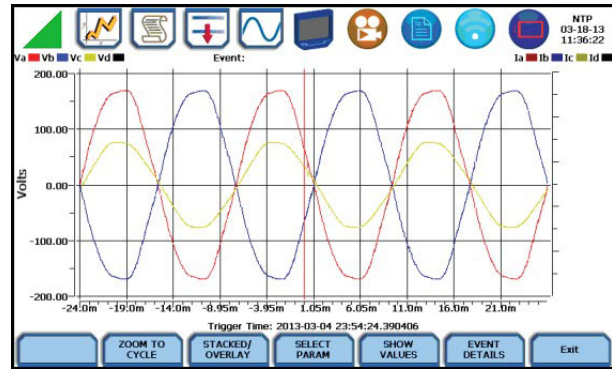 NTP
03-18-13
11:36:22
Va Vb Vc Vd
Event:
Ia Ib Ic Id
200.00
100.00
0.00
-100.00
-200.00
Volts
-24.0m -19.0m -14.0m -8.95m -3.95m 1.05m 6.05m 11.0m 16.0m 21.0m
Trigger Time: 2013-03-04 23:54:24.390406
ZOOM TO
CYCLE
STACKED/
OVERLAY
SELECT
PARAM
SHOW
VALUES
EVENT
DETAILS
Exit